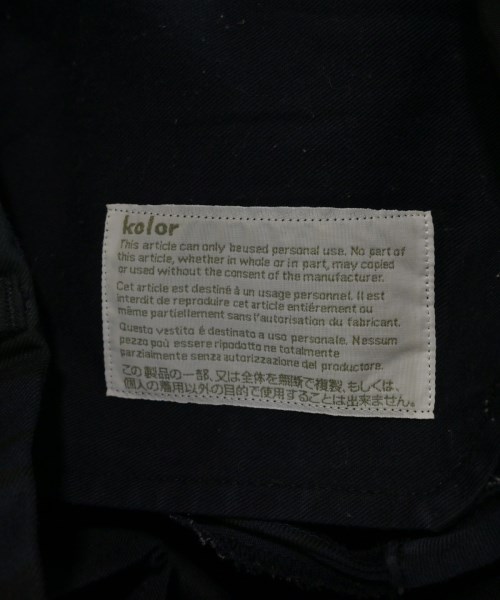 kolor
This article can only beused personal use. No part of
this article, whether in whole or in part, may copied
or used without the consent of the manufacturer.
Cet article est destiné à un usage personnel. Il est
interdit de reproduire cet article entiérement ou
même partiellement sans l'autorisation du fabricant.
Questo vestito é destinato a uso personale. Nessum
pezzo può essere ripodotto ne totalmente
parzialmente senza autorizzazione del productore.
この製品の一部、又は全体を無断で複製、もしくは、
個人の着用以外の目的で使用することは出来ません。